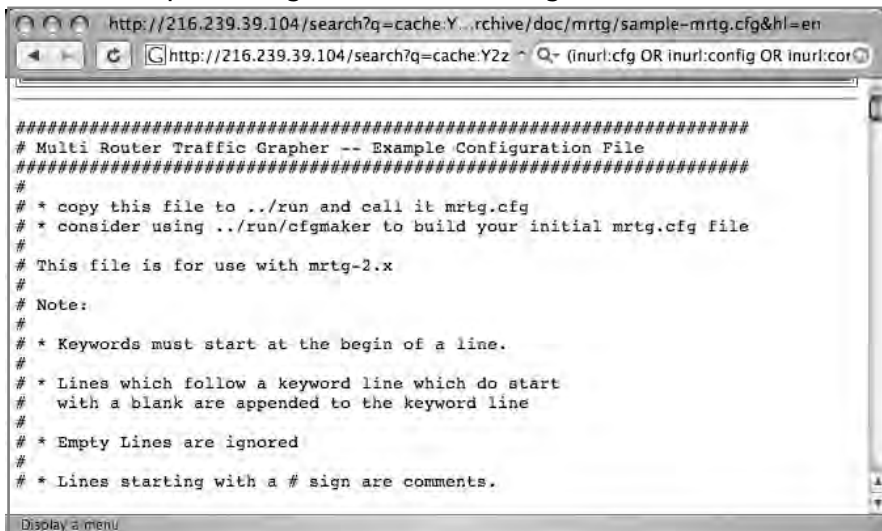 http://216.239.39.104/search?q=cache:Y...rchive/doc/mrtg/sample-mrtg.cfg&hl=en
http://216.239.39.104/search?q=cache:Y2z
(inurl:cfg OR inurl:config OR inurl:cor
######################################################################
# Multi Router Traffic Grapher -- Example Configuration File
######################################################################
#
# * copy this file to ../run and call it mrtg.cfg
# * consider using ../run/cfgmaker to build your initial mrtg.cfg file
#
# This file is for use with mrtg-2.x
#
# Note:
#
# * Keywords must start at the begin of a line.
#
# * Lines which follow a keyword line which do start
#   with a blank are appended to the keyword line
#
# * Empty Lines are ignored
#
# * Lines starting with a # sign are comments.
Display a menu